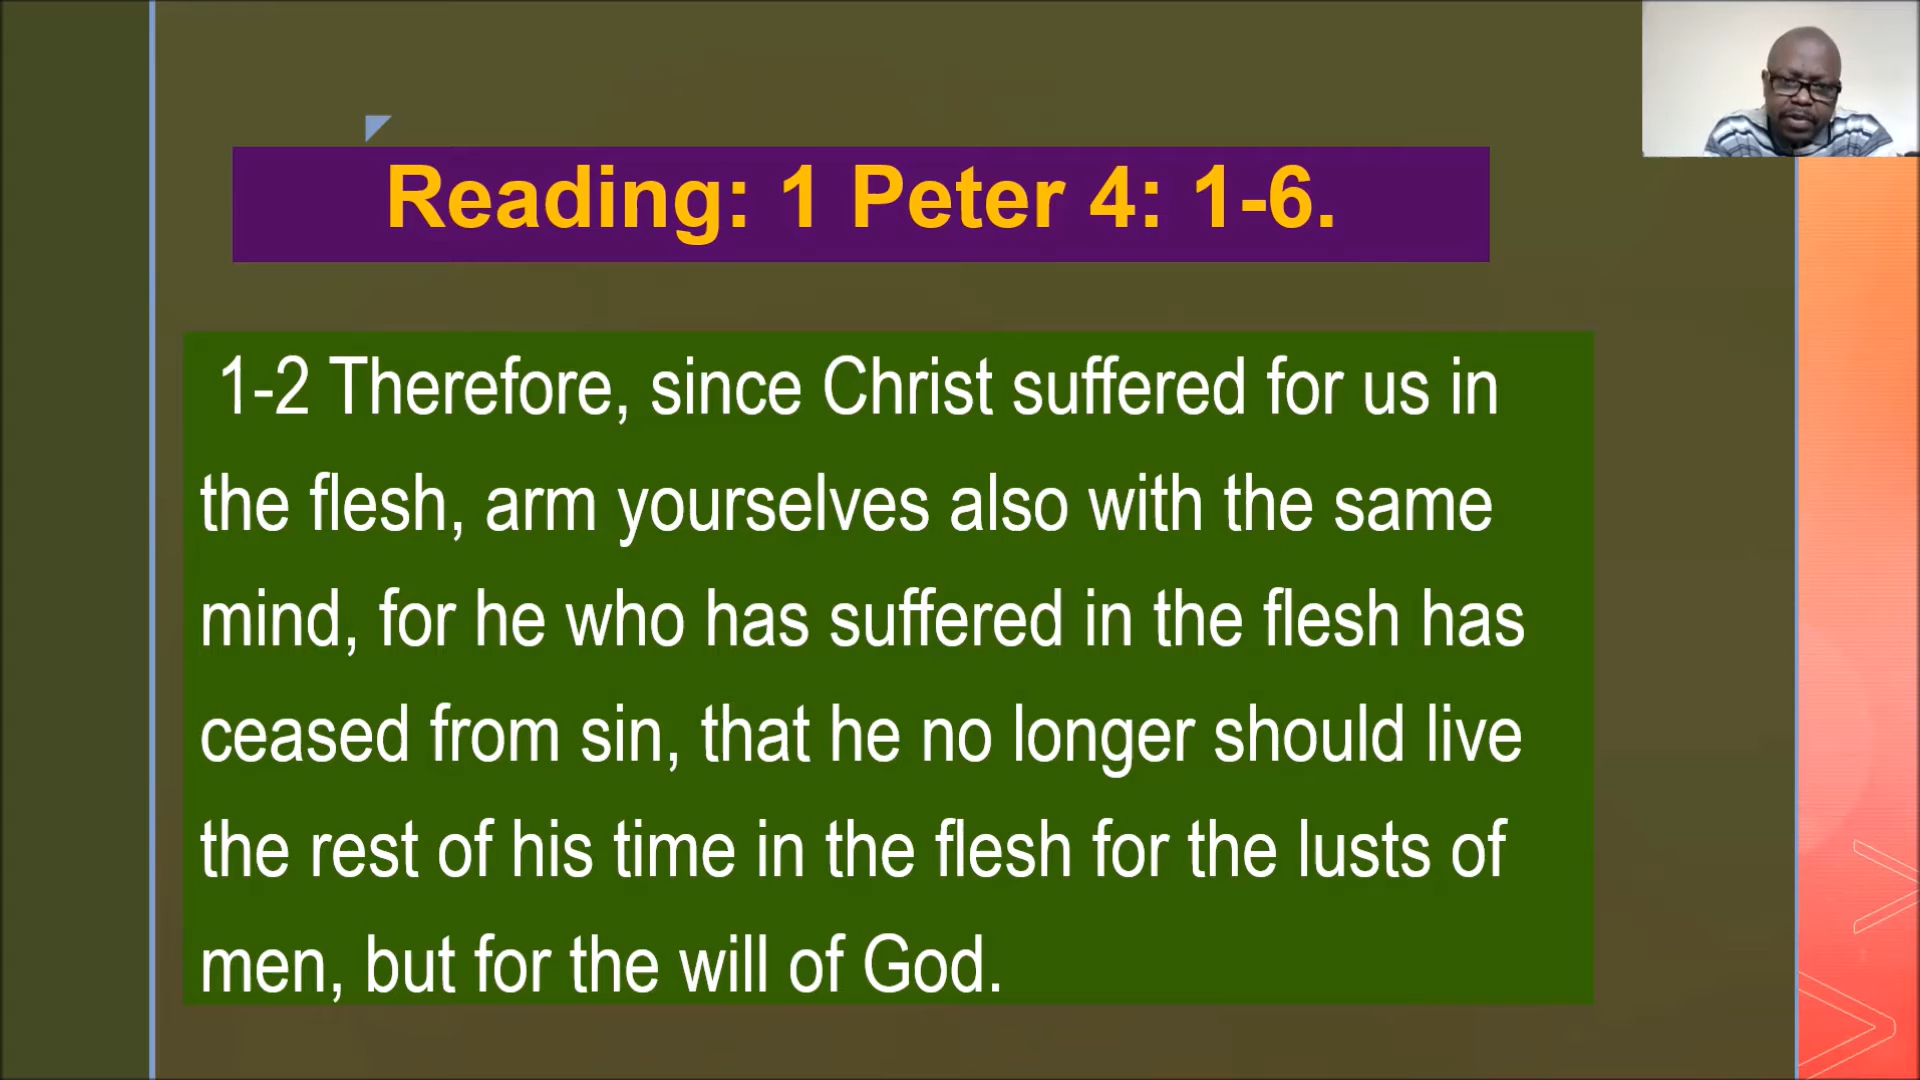 Reading: 1 Peter 4: 1-6.
1-2 Therefore, since Christ suffered for us in
the flesh, arm yourselves also with the same
mind, for he who has suffered in the flesh has
ceased from sin, that he no longer should live
the rest of his time in the flesh for the lusts of
men, but for the will of God.